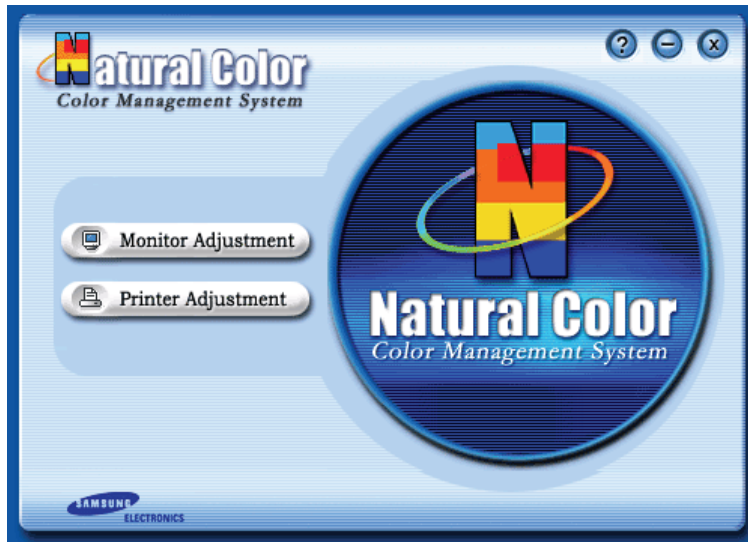 Natural Color
Color Management System
?
–
x
Monitor Adjustment
Printer Adjustment
N
Natural Color
Color Management System
SAMSUNG
ELECTRONICS